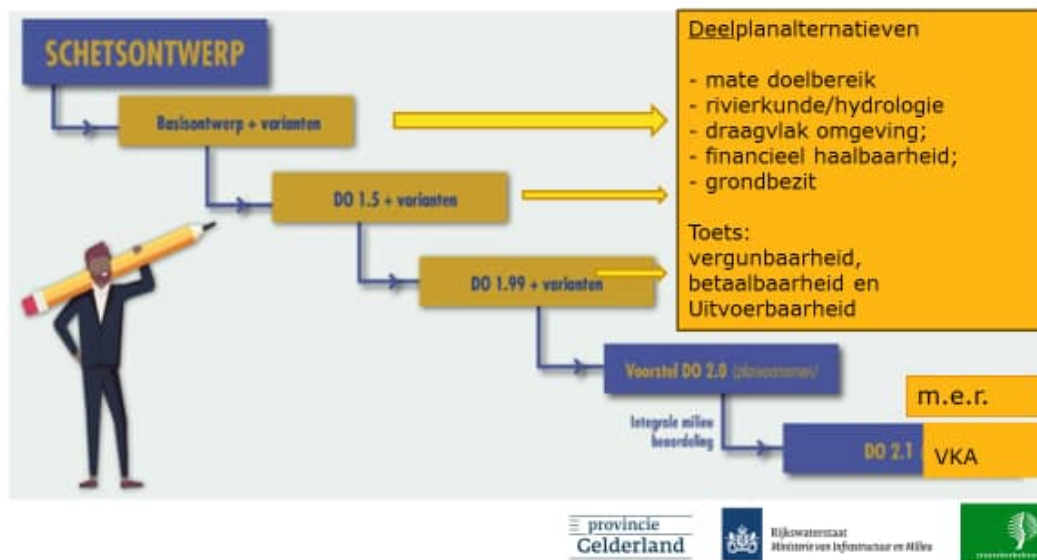 SCHETSONTWERP
Basisontwerp + varianten
DO 1.5 + varianten
DO 1.99 + varianten
Voorstel DO 2.0
Integrale milieu
beoordeling
DO 2.1
VKA
m.e.r.
Deelplanalternatieven
- mate doelbereik
- rivierkunde/hydrologie
- draagvlak omgeving;
- financieel haalbaarheid;
- grondbezit
Toets:
vergunbaarheid,
betaalbaarheid en
Uitvoerbaarheid
provincie
Gelderland
Rijkswaterstaat
Ministerie van Infrastructuur en Milieu